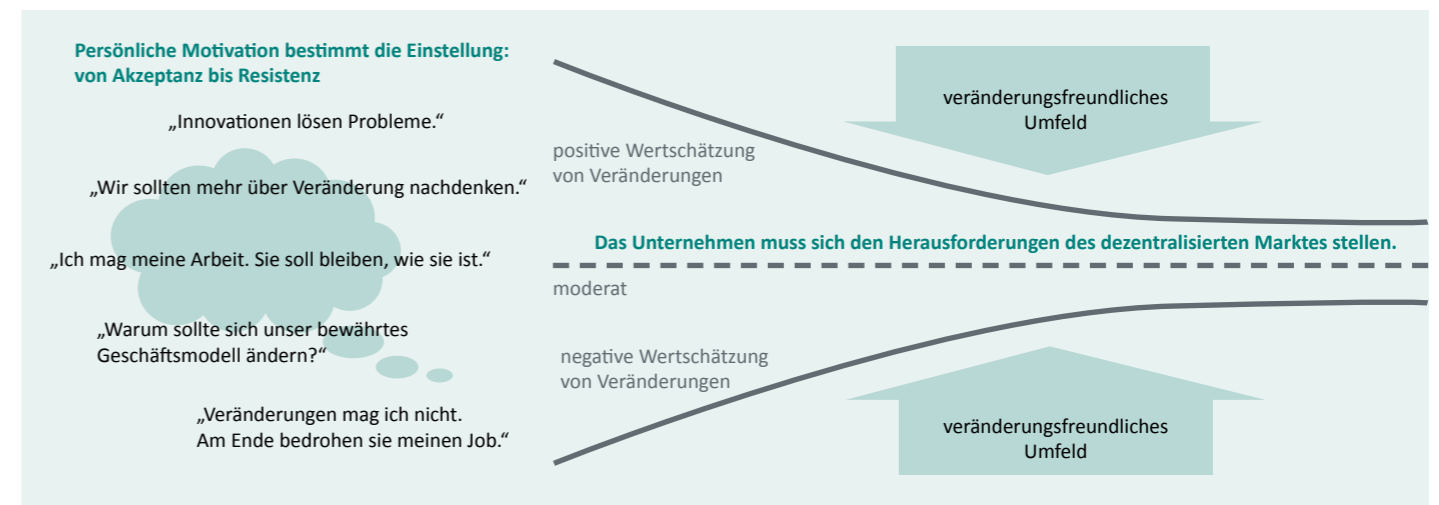 Persönliche Motivation bestimmt die Einstellung:
von Akzeptanz bis Resistenz
„Innovationen lösen Probleme.“
„Wir sollten mehr über Veränderung nachdenken.“
„Ich mag meine Arbeit. Sie soll bleiben, wie sie ist.“
„Warum sollte sich unser bewährtes
Geschäftsmodell ändern?“
„Veränderungen mag ich nicht.
Am Ende bedrohen sie meinen Job.“
positive Wertschätzung
von Veränderungen
Das Unternehmen muss sich den Herausforderungen des dezentralisierten Marktes stellen.
moderat
negative Wertschätzung
von Veränderungen
veränderungsfreundliches
Umfeld
veränderungsfreundliches
Umfeld